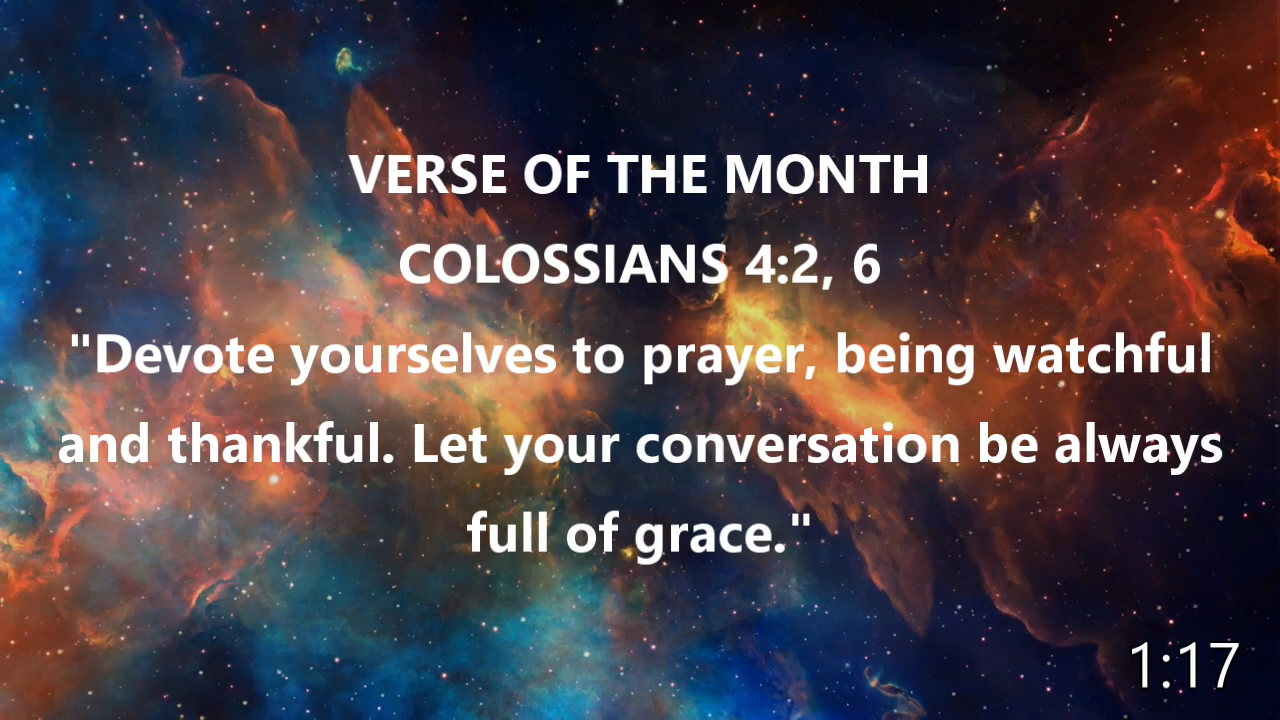 VERSE OF THE MONTH
COLOSSIANS 4:2, 6
"Devote yourselves to prayer, being watchful
and thankful. Let your conversation be always
full of grace."
1:17